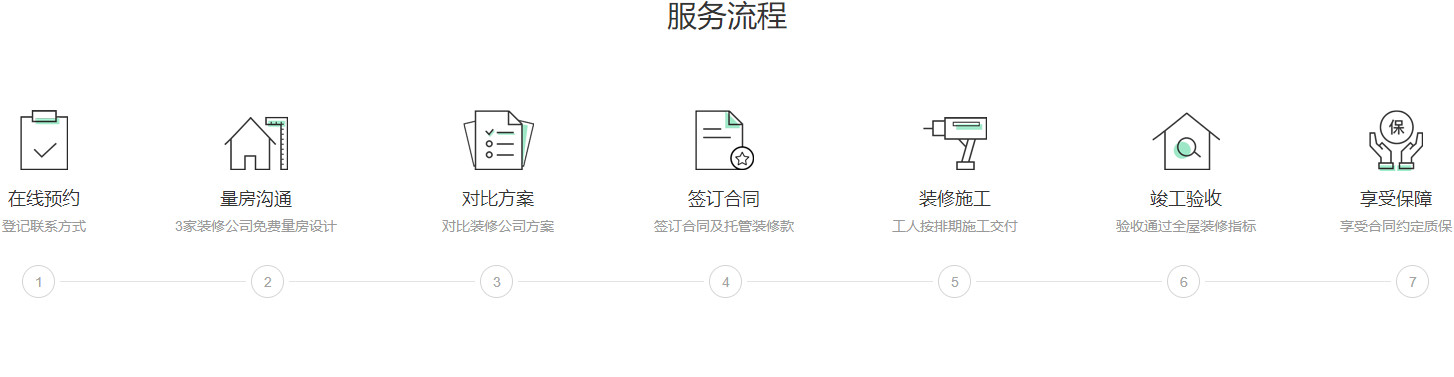 服务流程
保
在线预约 量房沟通 对比方案 签订合同 装修施工 竣工验收 享受保障
登记联系方式 3家装修公司免费量房设计 对比装修公司方案 签订合同及托管装修款 工人按排期施工交付 验收通过全屋装修指标 享受合同约定质保
1 2 3 4 5 6 7